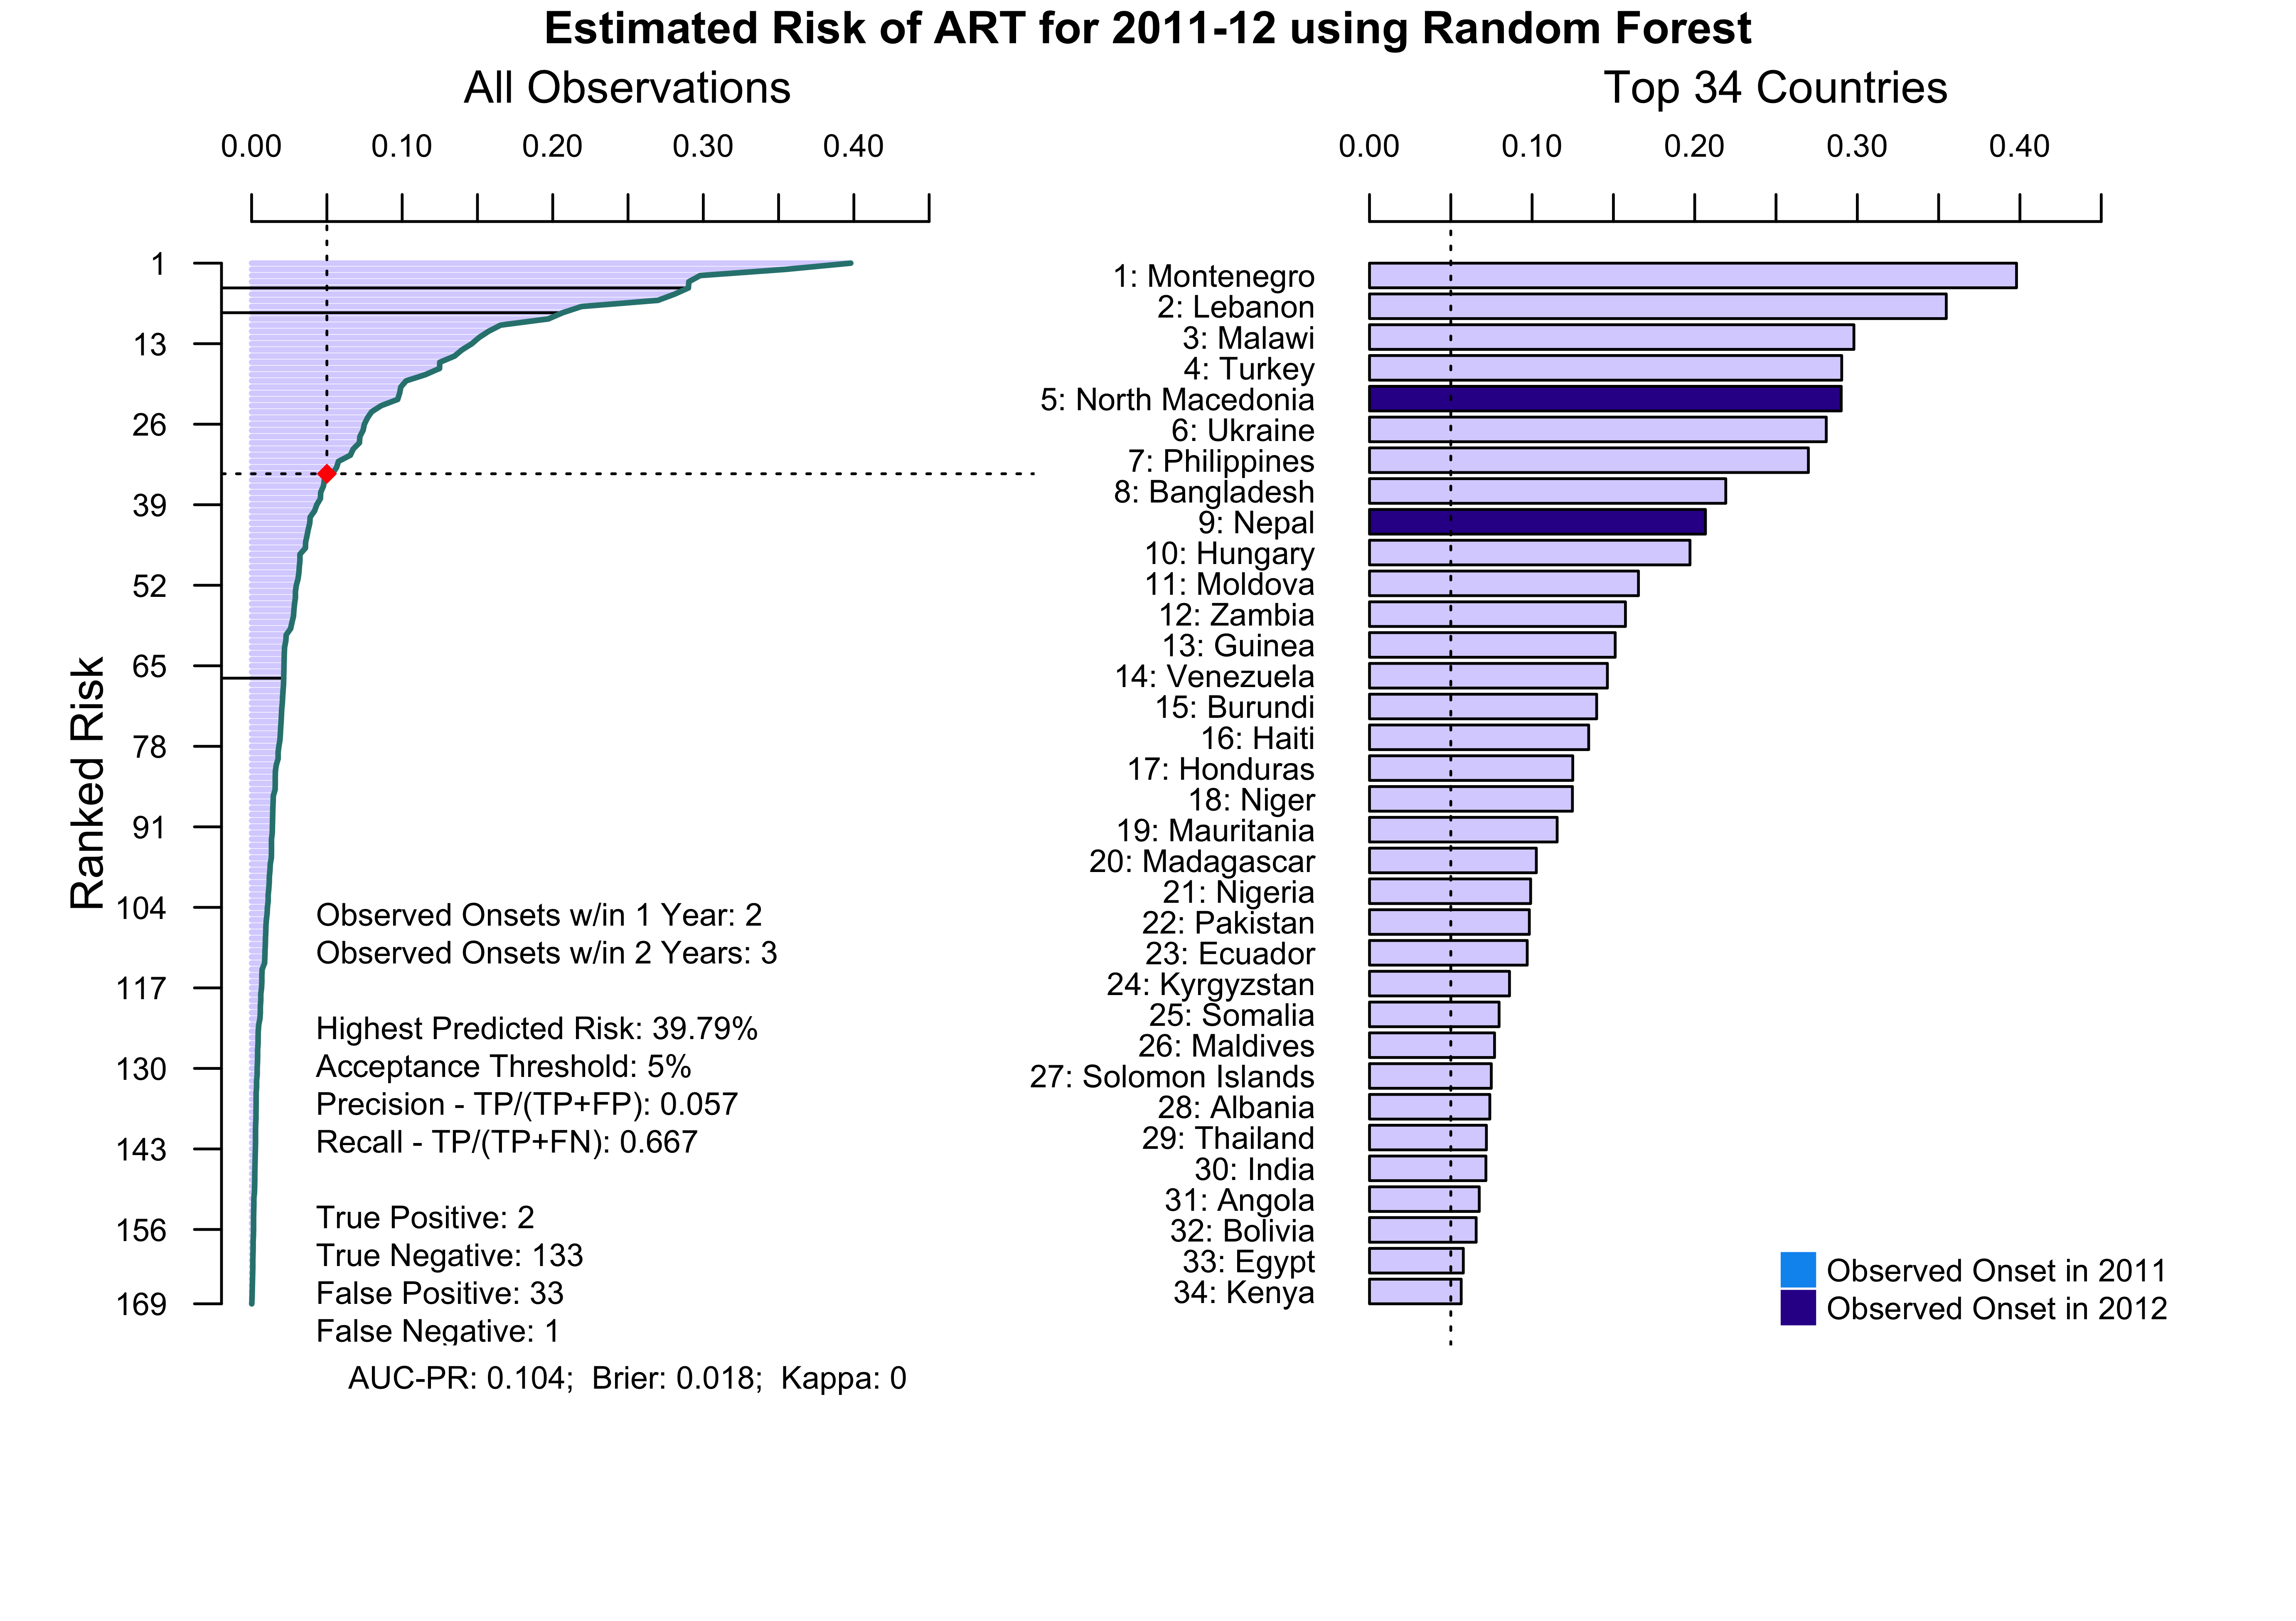 Estimated Risk of ART for 2011-12 using Random Forest
All Observations
0.00 0.10 0.20 0.30 0.40
Ranked Risk
1
13
26
39
52
65
78
91
104
117
130
143
156
169
Observed Onsets w/in 1 Year: 2
Observed Onsets w/in 2 Years: 3
Highest Predicted Risk: 39.79%
Acceptance Threshold: 5%
Precision - TP/(TP+FP): 0.057
Recall - TP/(TP+FN): 0.667
True Positive: 2
True Negative: 133
False Positive: 33
False Negative: 1
AUC-PR: 0.104;  Brier: 0.018;  Kappa: 0
Top 34 Countries
0.00 0.10 0.20 0.30 0.40
1: Montenegro
2: Lebanon
3: Malawi
4: Turkey
5: North Macedonia
6: Ukraine
7: Philippines
8: Bangladesh
9: Nepal
10: Hungary
11: Moldova
12: Zambia
13: Guinea
14: Venezuela
15: Burundi
16: Haiti
17: Honduras
18: Niger
19: Mauritania
20: Madagascar
21: Nigeria
22: Pakistan
23: Ecuador
24: Kyrgyzstan
25: Somalia
26: Maldives
27: Solomon Islands
28: Albania
29: Thailand
30: India
31: Angola
32: Bolivia
33: Egypt
34: Kenya
Observed Onset in 2011
Observed Onset in 2012